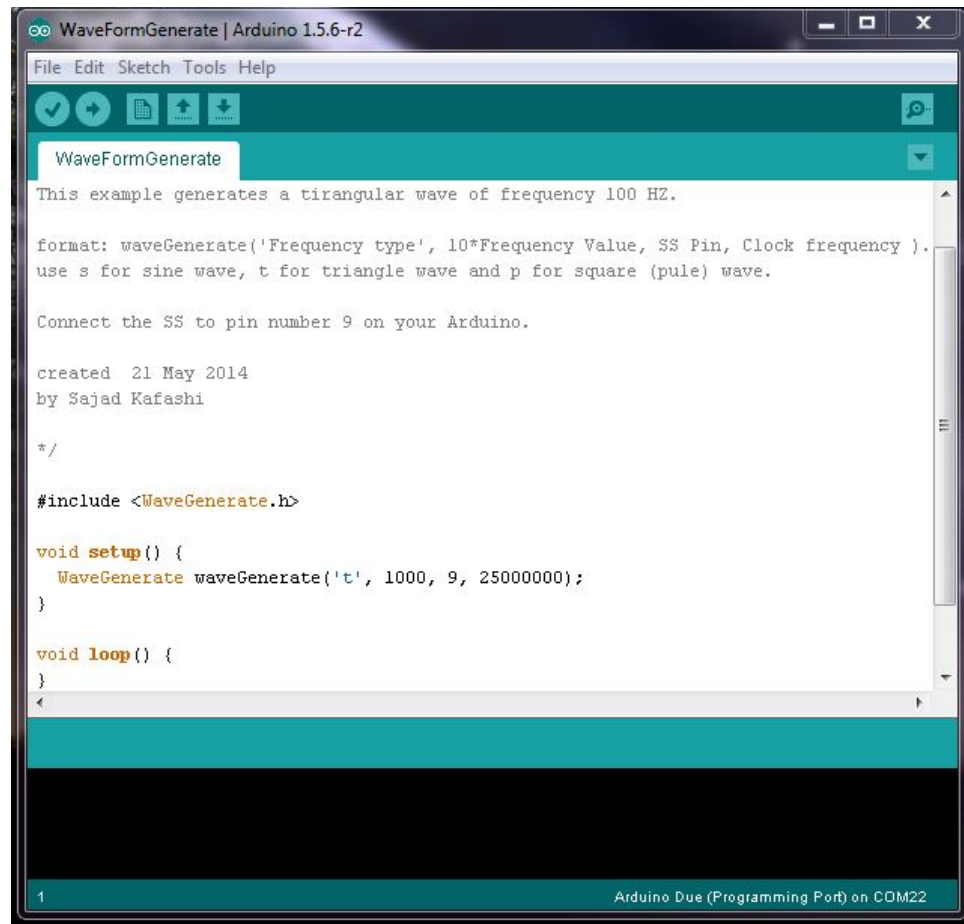 WaveFormGenerate | Arduino 1.5.6-r2
File Edit Sketch Tools Help
WaveFormGenerate
This example generates a tirangular wave of frequency 100 HZ.
format: waveGenerate('Frequency type', 10*Frequency Value, SS Pin, Clock frequency ).
use s for sine wave, t for triangle wave and p for square (pule) wave.
Connect the SS to pin number 9 on your Arduino.
created  21 May 2014
by Sajad Kafashi
*/
#include <WaveGenerate.h>
void setup() {
  WaveGenerate waveGenerate('t', 1000, 9, 25000000);
}
void loop() {
}
1
Arduino Due (Programming Port) on COM22